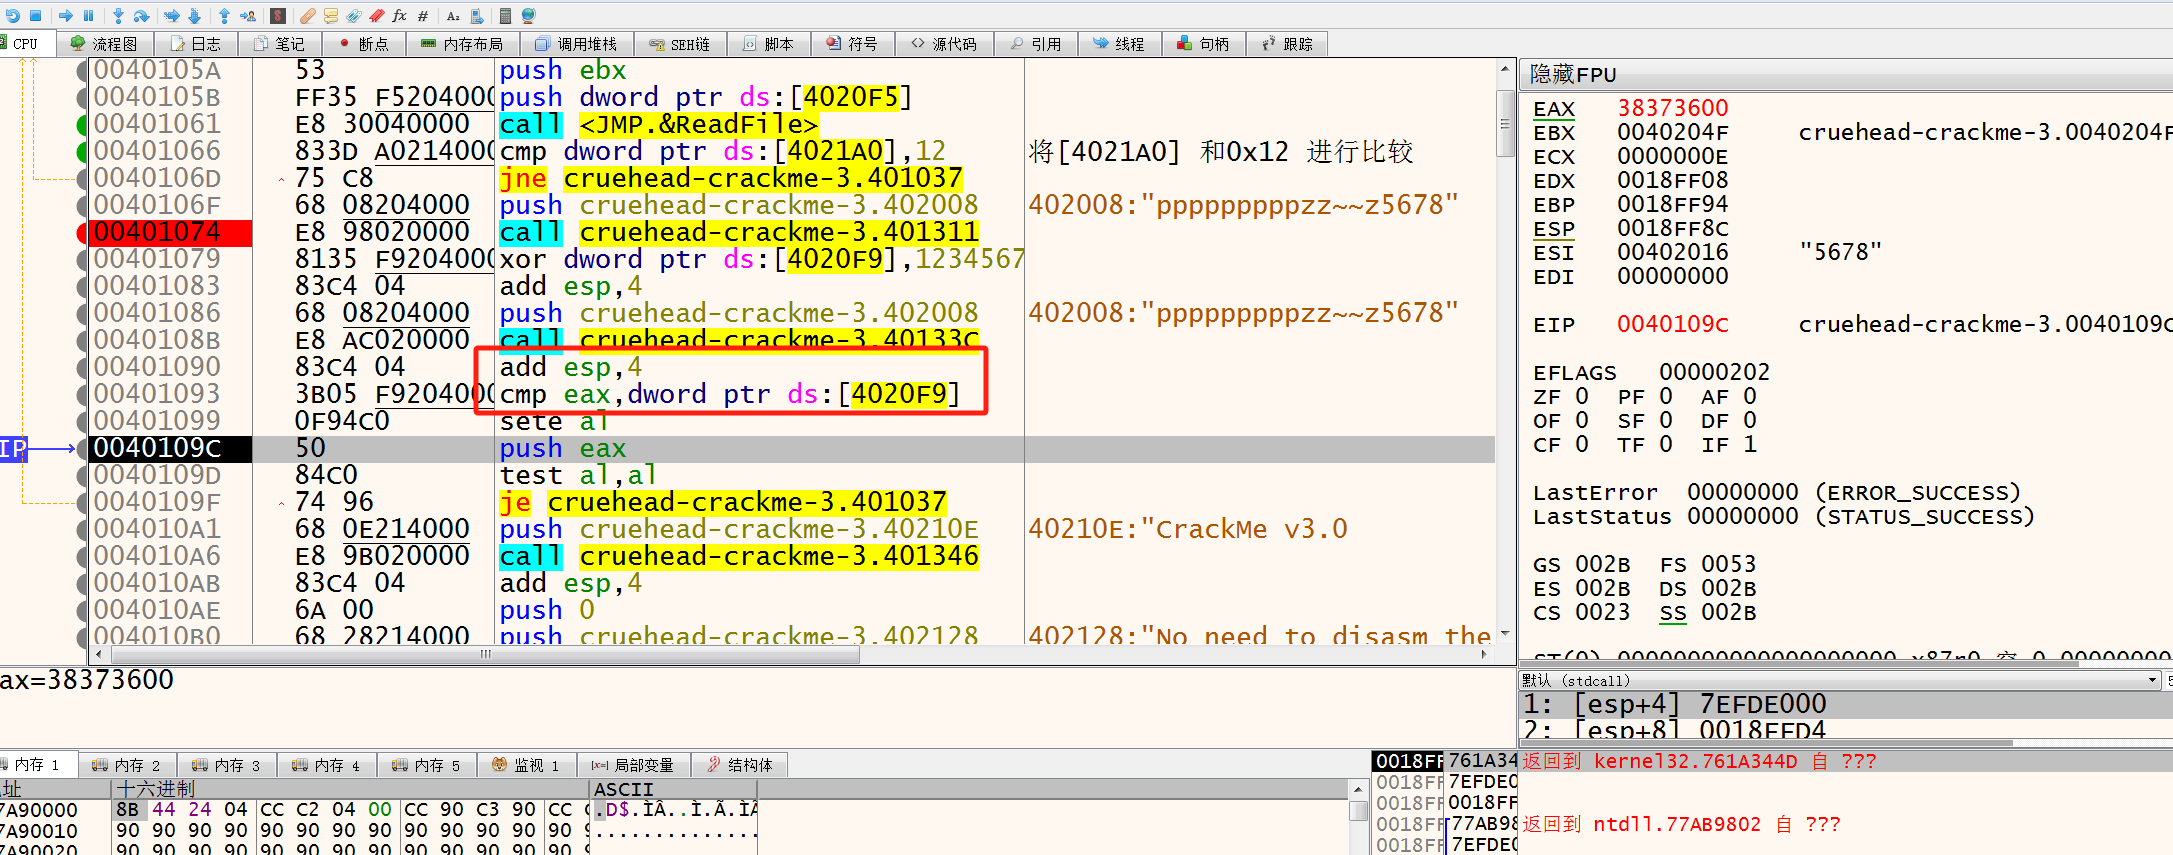 fx # A₂
CPU 流程图 日志 笔记 断点 内存布局 调用堆栈 SEH链 脚本 符号 源代码 引用 线程 句柄 跟踪
0040105A 53 push ebx
0040105B FF35 F5204000 push dword ptr ds:[4020F5]
00401061 E8 30040000 call <JMP.&ReadFile>
00401066 833D A0214000 cmp dword ptr ds:[4021A0],12 将[4021A0] 和0x12 进行比较
0040106D 75 C8 jne cruehead-crackme-3.401037
0040106F 68 08204000 push cruehead-crackme-3.402008 402008:"ppppppppppzz~~z5678"
00401074 E8 98020000 call cruehead-crackme-3.401311
00401079 8135 F9204000 xor dword ptr ds:[4020F9],1234567
00401083 83C4 04 add esp,4
00401086 68 08204000 push cruehead-crackme-3.402008 402008:"ppppppppppzz~~z5678"
0040108B E8 AC020000 call cruehead-crackme-3.40133C
00401090 83C4 04 add esp,4
00401093 3B05 F9204000 cmp eax,dword ptr ds:[4020F9]
00401099 0F94C0 sete al
IP 0040109C 50 push eax
0040109D 84C0 test al,al
0040109F 74 96 je cruehead-crackme-3.401037
004010A1 68 0E214000 push cruehead-crackme-3.40210E 40210E:"CrackMe v3.0
004010A6 E8 9B020000 call cruehead-crackme-3.401346
004010AB 83C4 04 add esp,4
004010AE 6A 00 push 0
004010B0 68 28214000 push cruehead-crackme-3.402128 402128:"No need to disasm the
隐藏FPU
EAX 38373600
EBX 0040204F cruehead-crackme-3.0040204F
ECX 0000000E
EDX 0018FF08
EBP 0018FF94
ESP 0018FF8C
ESI 00402016 "5678"
EDI 00000000
EIP 0040109C cruehead-crackme-3.0040109C
EFLAGS 00000202
ZF 0 PF 0 AF 0
OF 0 SF 0 DF 0
CF 0 TF 0 IF 1
LastError 00000000 (ERROR_SUCCESS)
LastStatus 00000000 (STATUS_SUCCESS)
GS 002B FS 0053
ES 002B DS 002B
CS 0023 SS 002B
ax=38373600
默认 (stdcall)
1: [esp+4] 7EFDE000
2: [esp+8] 0018FFD4
内存 1 内存 2 内存 3 内存 4 内存 5 监视 1 [x=] 局部变量 结构体
址 十六进制 ASCII
7A90000 8B 44 24 04 CC C2 04 00 CC 90 C3 90 CC .D$.ÌÂ..Ì.Ã.Ì
7A90010 90 90 90 90 90 90 90 90 90 90 90 90 90 .............
7A90020 90 90 90 90 90 90 90 90 90 90 90 90 90
0018FF 761A34 返回到 kernel32.761A344D 自 ???
0018FF 7EFDE0
0018FF 0018FF
0018FF 77AB98 返回到 ntdll.77AB9802 自 ???
0018FF 7EFDE0